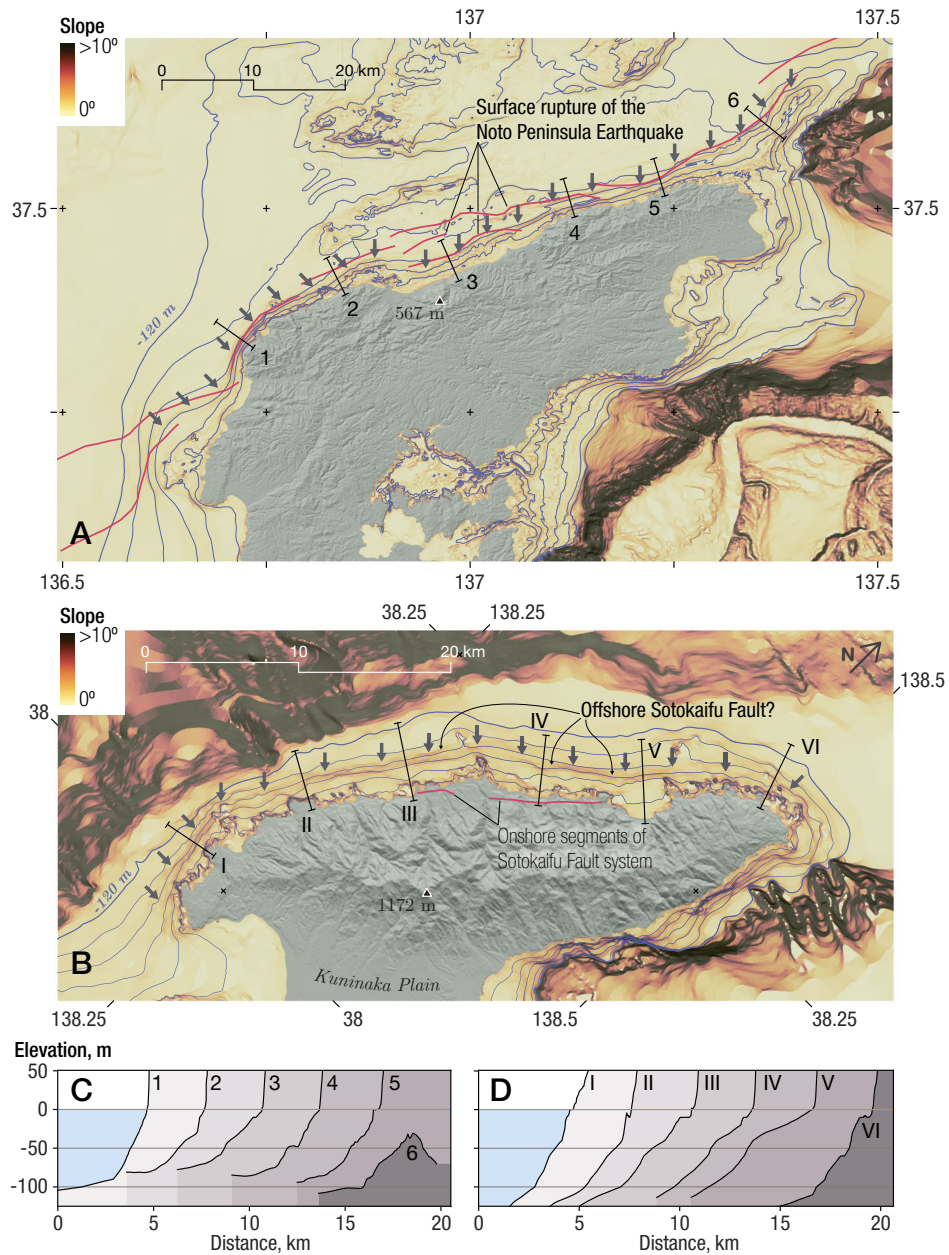 137
137.5
Slope
>10º
0º
0
10
20 km
Surface rupture of the
Noto Peninsula Earthquake
6
37.5
37.5
5
4
3
2
567 m
-120 m
1
A
136.5
137
137.5
Slope
>10º
0º
38.25
138.25
0
10
20 km
N
138.5
38
Offshore Sotokaifu Fault?
IV
V
VI
III
II
I
Onshore segments of
Sotokaifu Fault system
-120 m
1172 m
B
Kuninaka Plain
138.25
38
138.5
38.25
Elevation, m
50
0
-50
-100
C
1
2
3
4
5
6
0
5
10
15
20
Distance, km
D
I
II
III
IV
V
VI
0
5
10
15
20
Distance, km